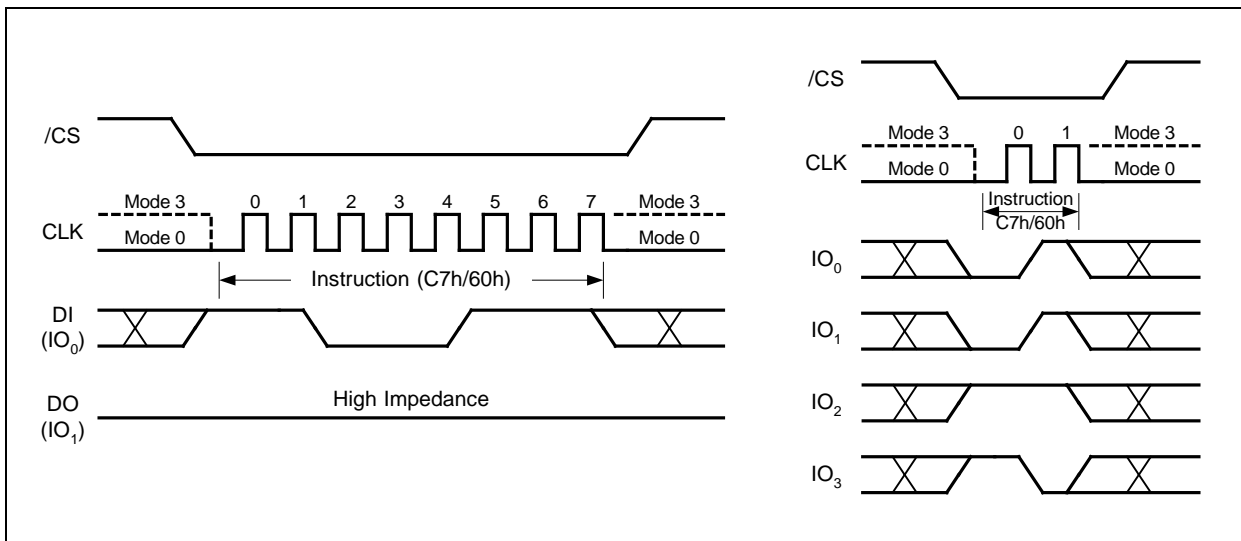 /CS
Mode 3 0 1 2 3 4 5 6 7 Mode 3
CLK Mode 0 Mode 0
Instruction (C7h/60h)
DI
(IO0)
High Impedance
DO
(IO1)
/CS
Mode 3 0 1 Mode 3
CLK Mode 0 Mode 0
Instruction
C7h/60h
IO0
IO1
IO2
IO3